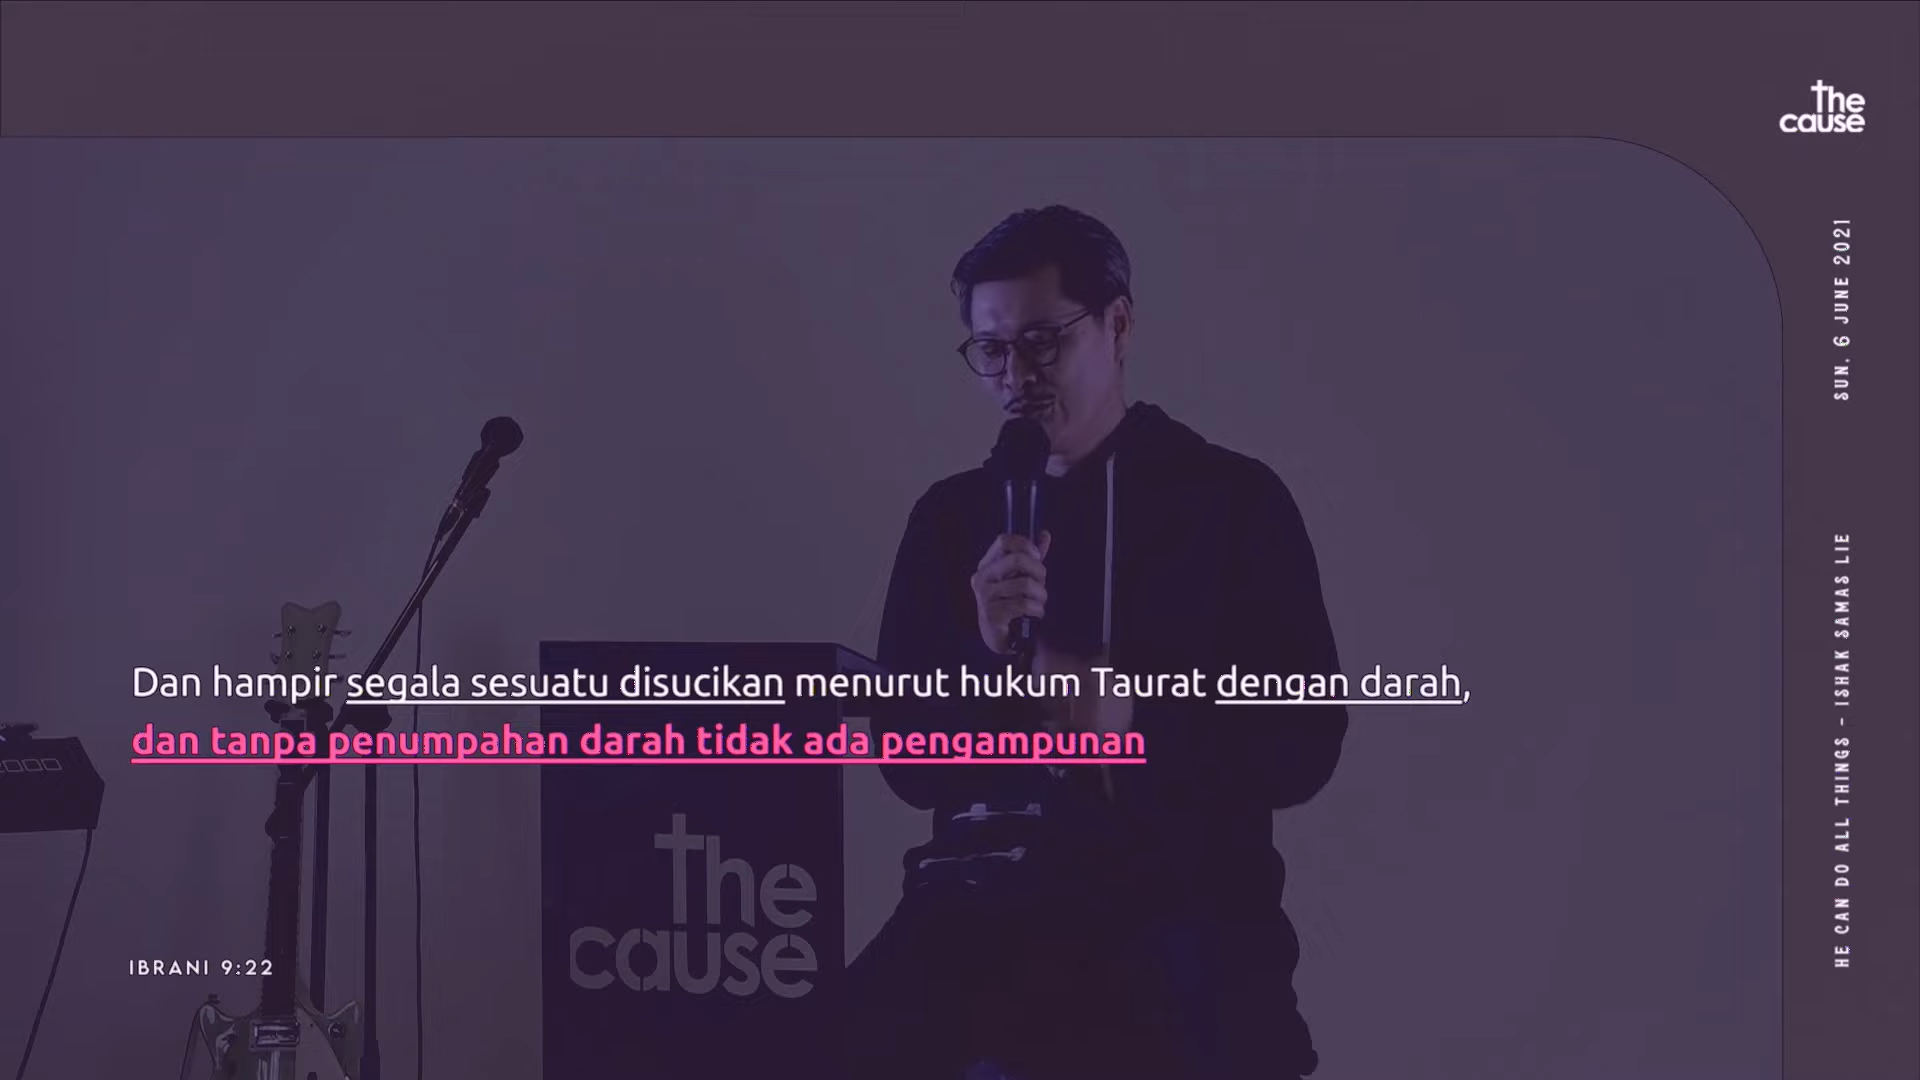 the
cause
SUN. 6 JUNE 2021
HE CAN DO ALL THINGS - ISHAK SAMAS LIE
Dan hampir segala sesuatu disucikan menurut hukum Taurat dengan darah,
dan tanpa penumpahan darah tidak ada pengampunan
the
cause
IBRANI 9:22